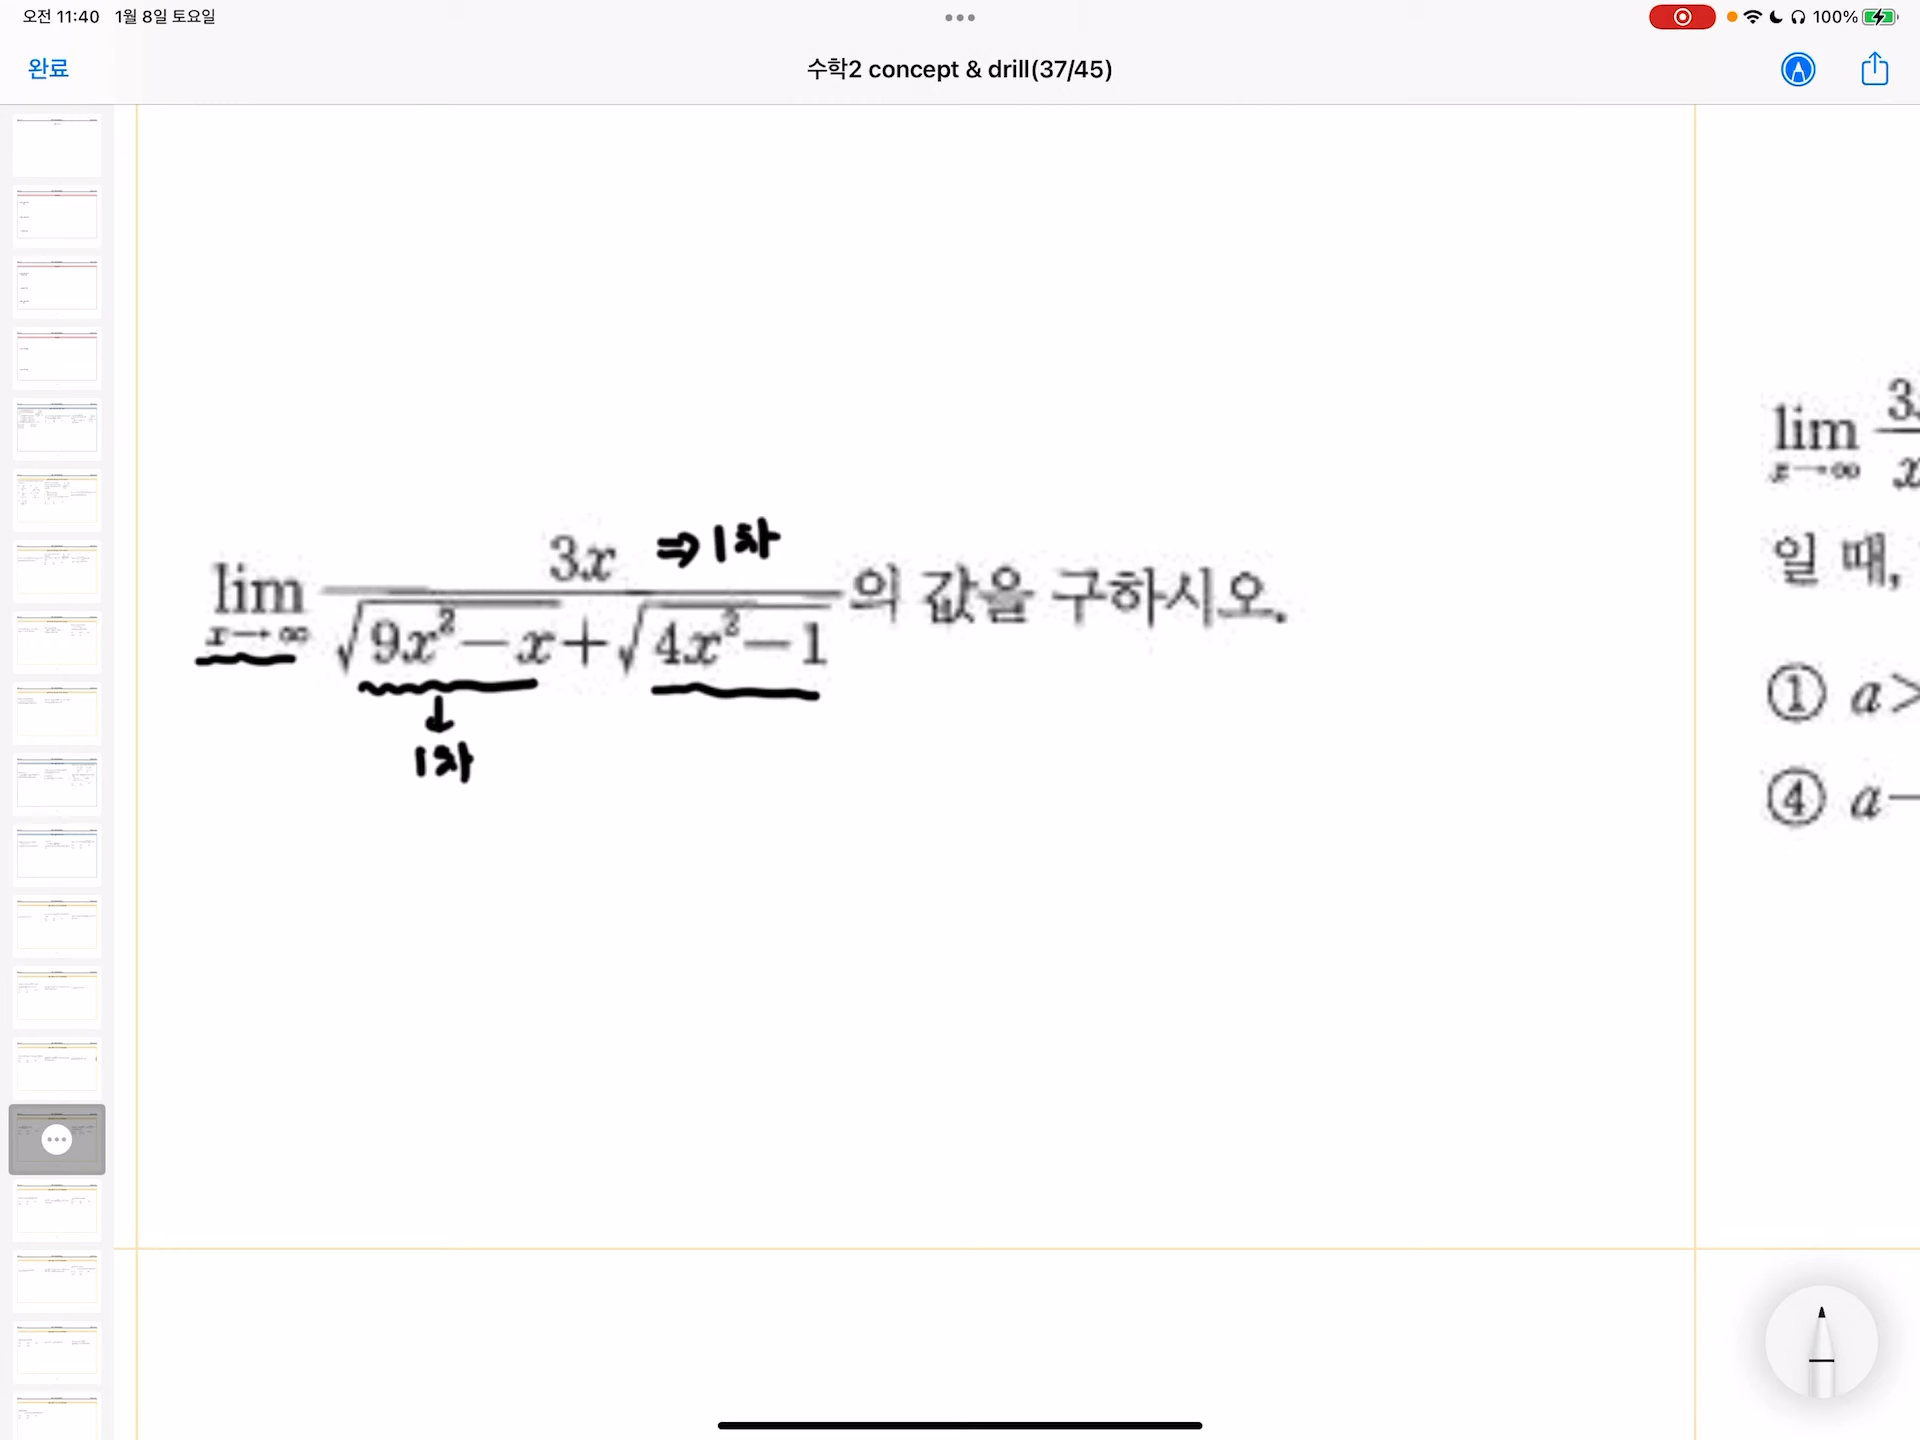 오전 11:40 1월 8일 토요일
100%
완료
수학2 concept & drill(37/45)
lim x→∞ 3x / √(9x²−x) + √(4x²−1) 의 값을 구하시오.
⇒ 1차
↓
1차
lim x→∞
일 때,
① a>
④ a−